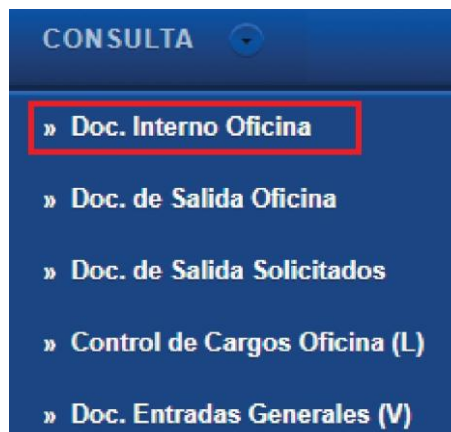 CONSULTA
» Doc. Interno Oficina
» Doc. de Salida Oficina
» Doc. de Salida Solicitados
» Control de Cargos Oficina (L)
» Doc. Entradas Generales (V)